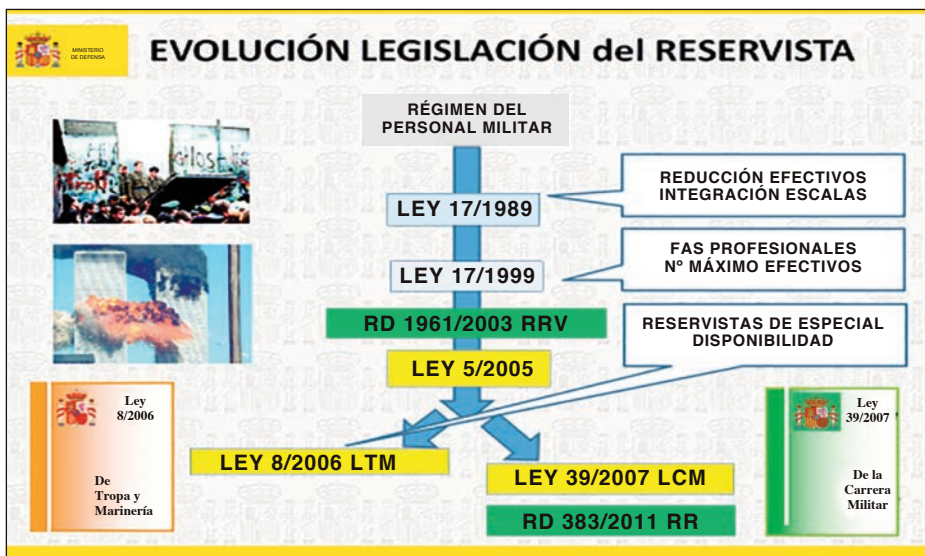 MINISTERIO
DE DEFENSA
EVOLUCIÓN LEGISLACIÓN del RESERVISTA
RÉGIMEN DEL
PERSONAL MILITAR
LEY 17/1989
REDUCCIÓN EFECTIVOS
INTEGRACIÓN ESCALAS
LEY 17/1999
FAS PROFESIONALES
Nº MÁXIMO EFECTIVOS
RD 1961/2003 RRV
RESERVISTAS DE ESPECIAL
DISPONIBILIDAD
LEY 5/2005
Ley
8/2006
De
Tropa y
Marinería
LEY 8/2006 LTM
LEY 39/2007 LCM
RD 383/2011 RR
Ley
39/2007
De la
Carrera
Militar